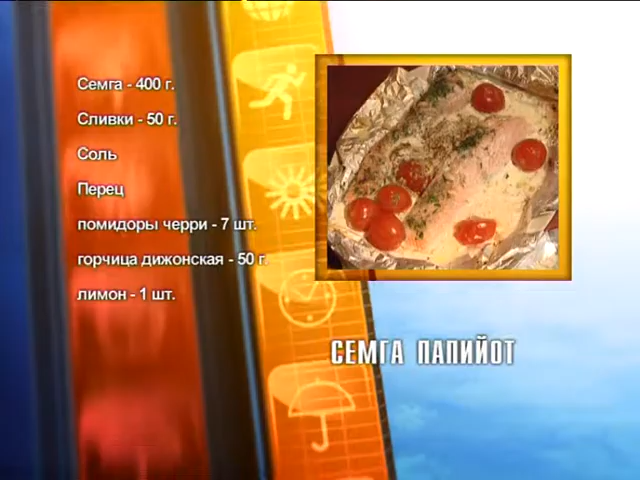 Семга - 400 г.
Сливки - 50 г.
Соль
Перец
помидоры черри - 7 шт.
горчица дижонская - 50 г.
лимон - 1 шт.
СЕМГА ПАПИЙОТ